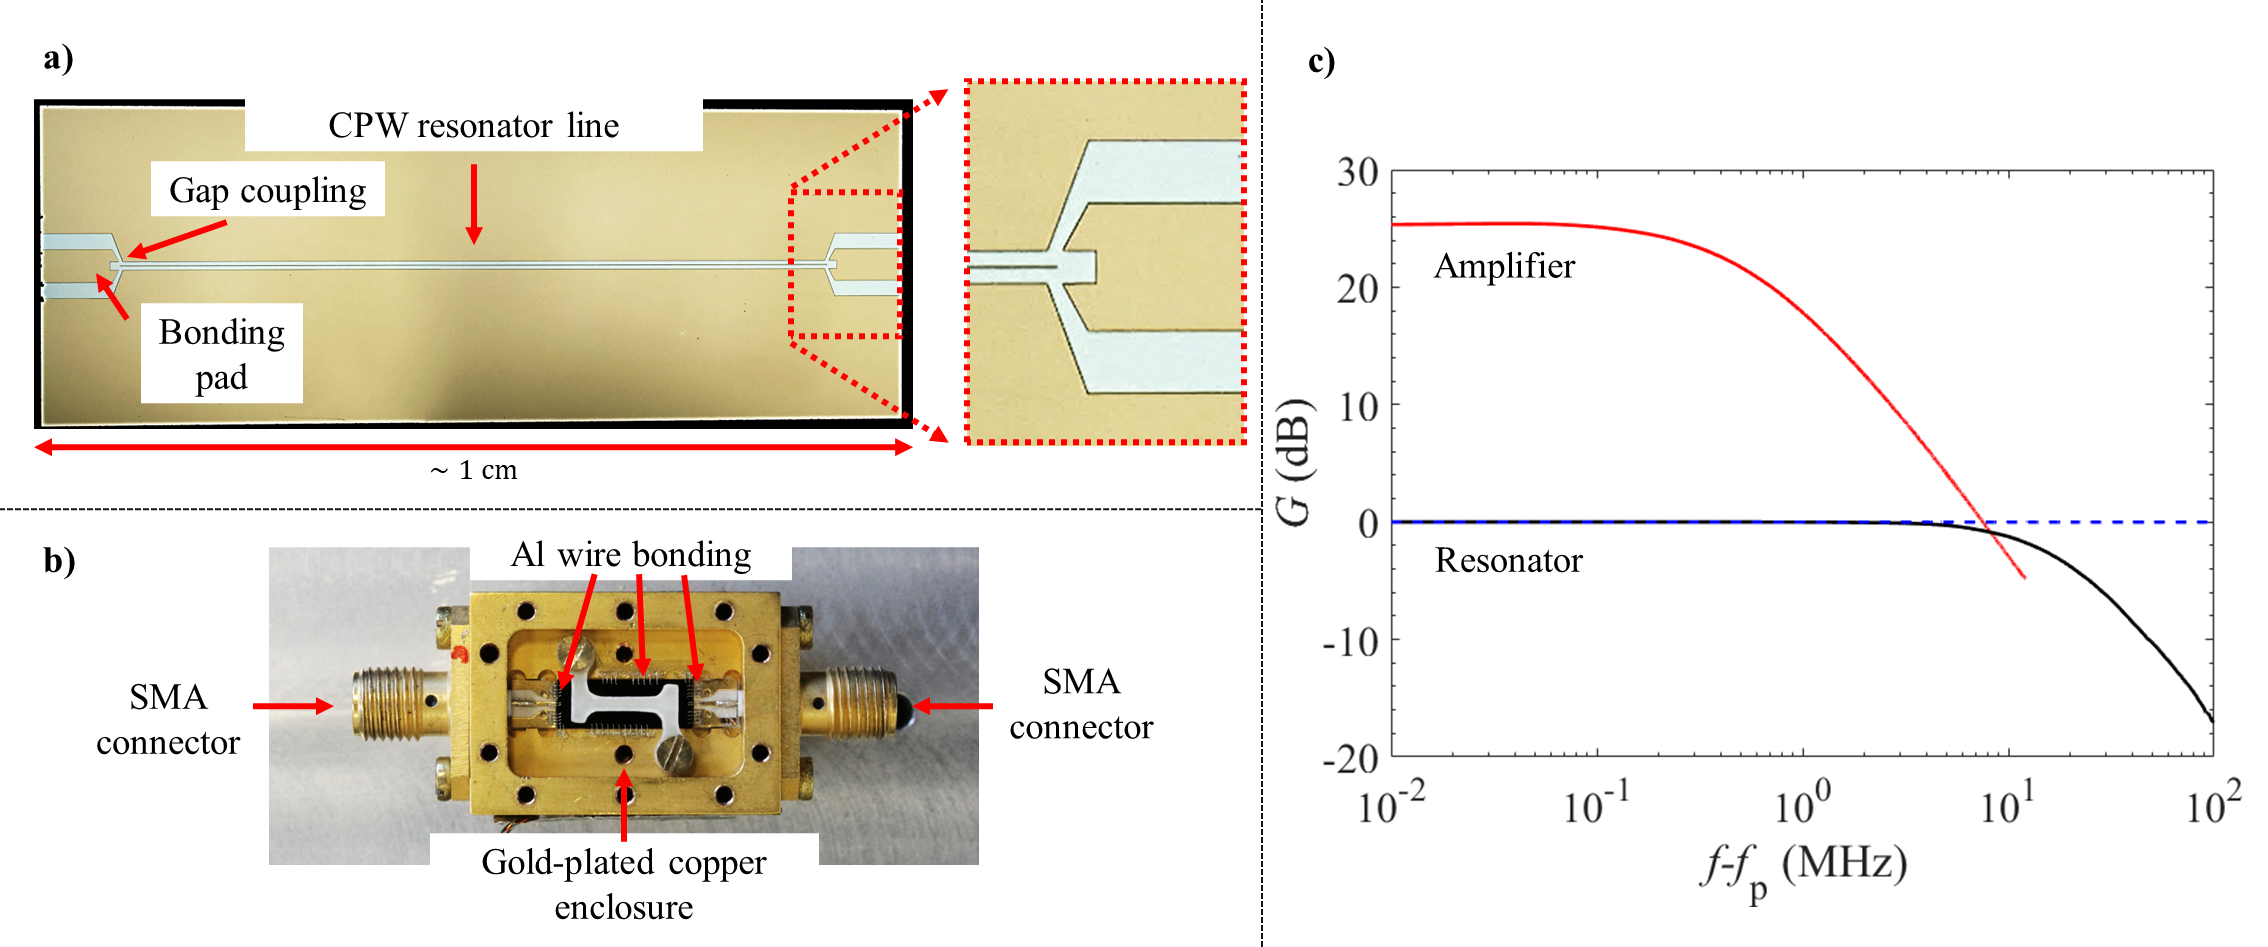 a)
CPW resonator line
Gap coupling
Bonding
pad
~ 1 cm
b)
Al wire bonding
SMA
connector
SMA
connector
Gold-plated copper
enclosure
c)
30
20
10
0
-10
-20
G (dB)
Amplifier
Resonator
10-2
10-1
100
101
102
f-fp (MHz)